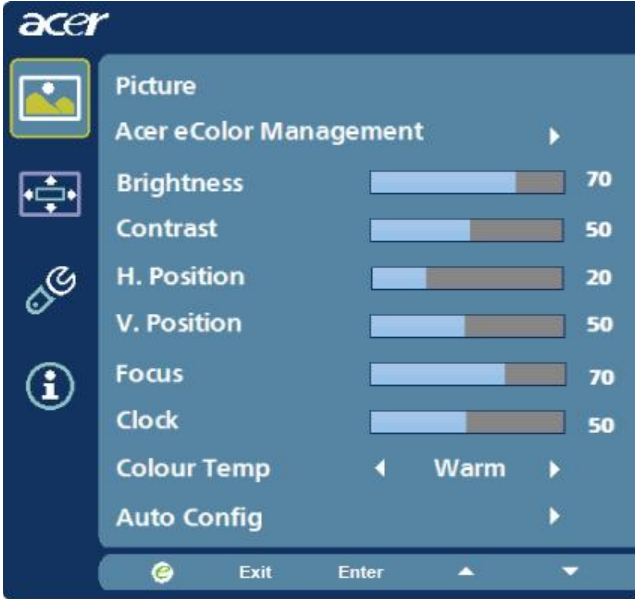 acer
Picture
Acer eColor Management
Brightness 70
Contrast 50
H. Position 20
V. Position 50
Focus 70
Clock 50
Colour Temp Warm
Auto Config
e Exit Enter